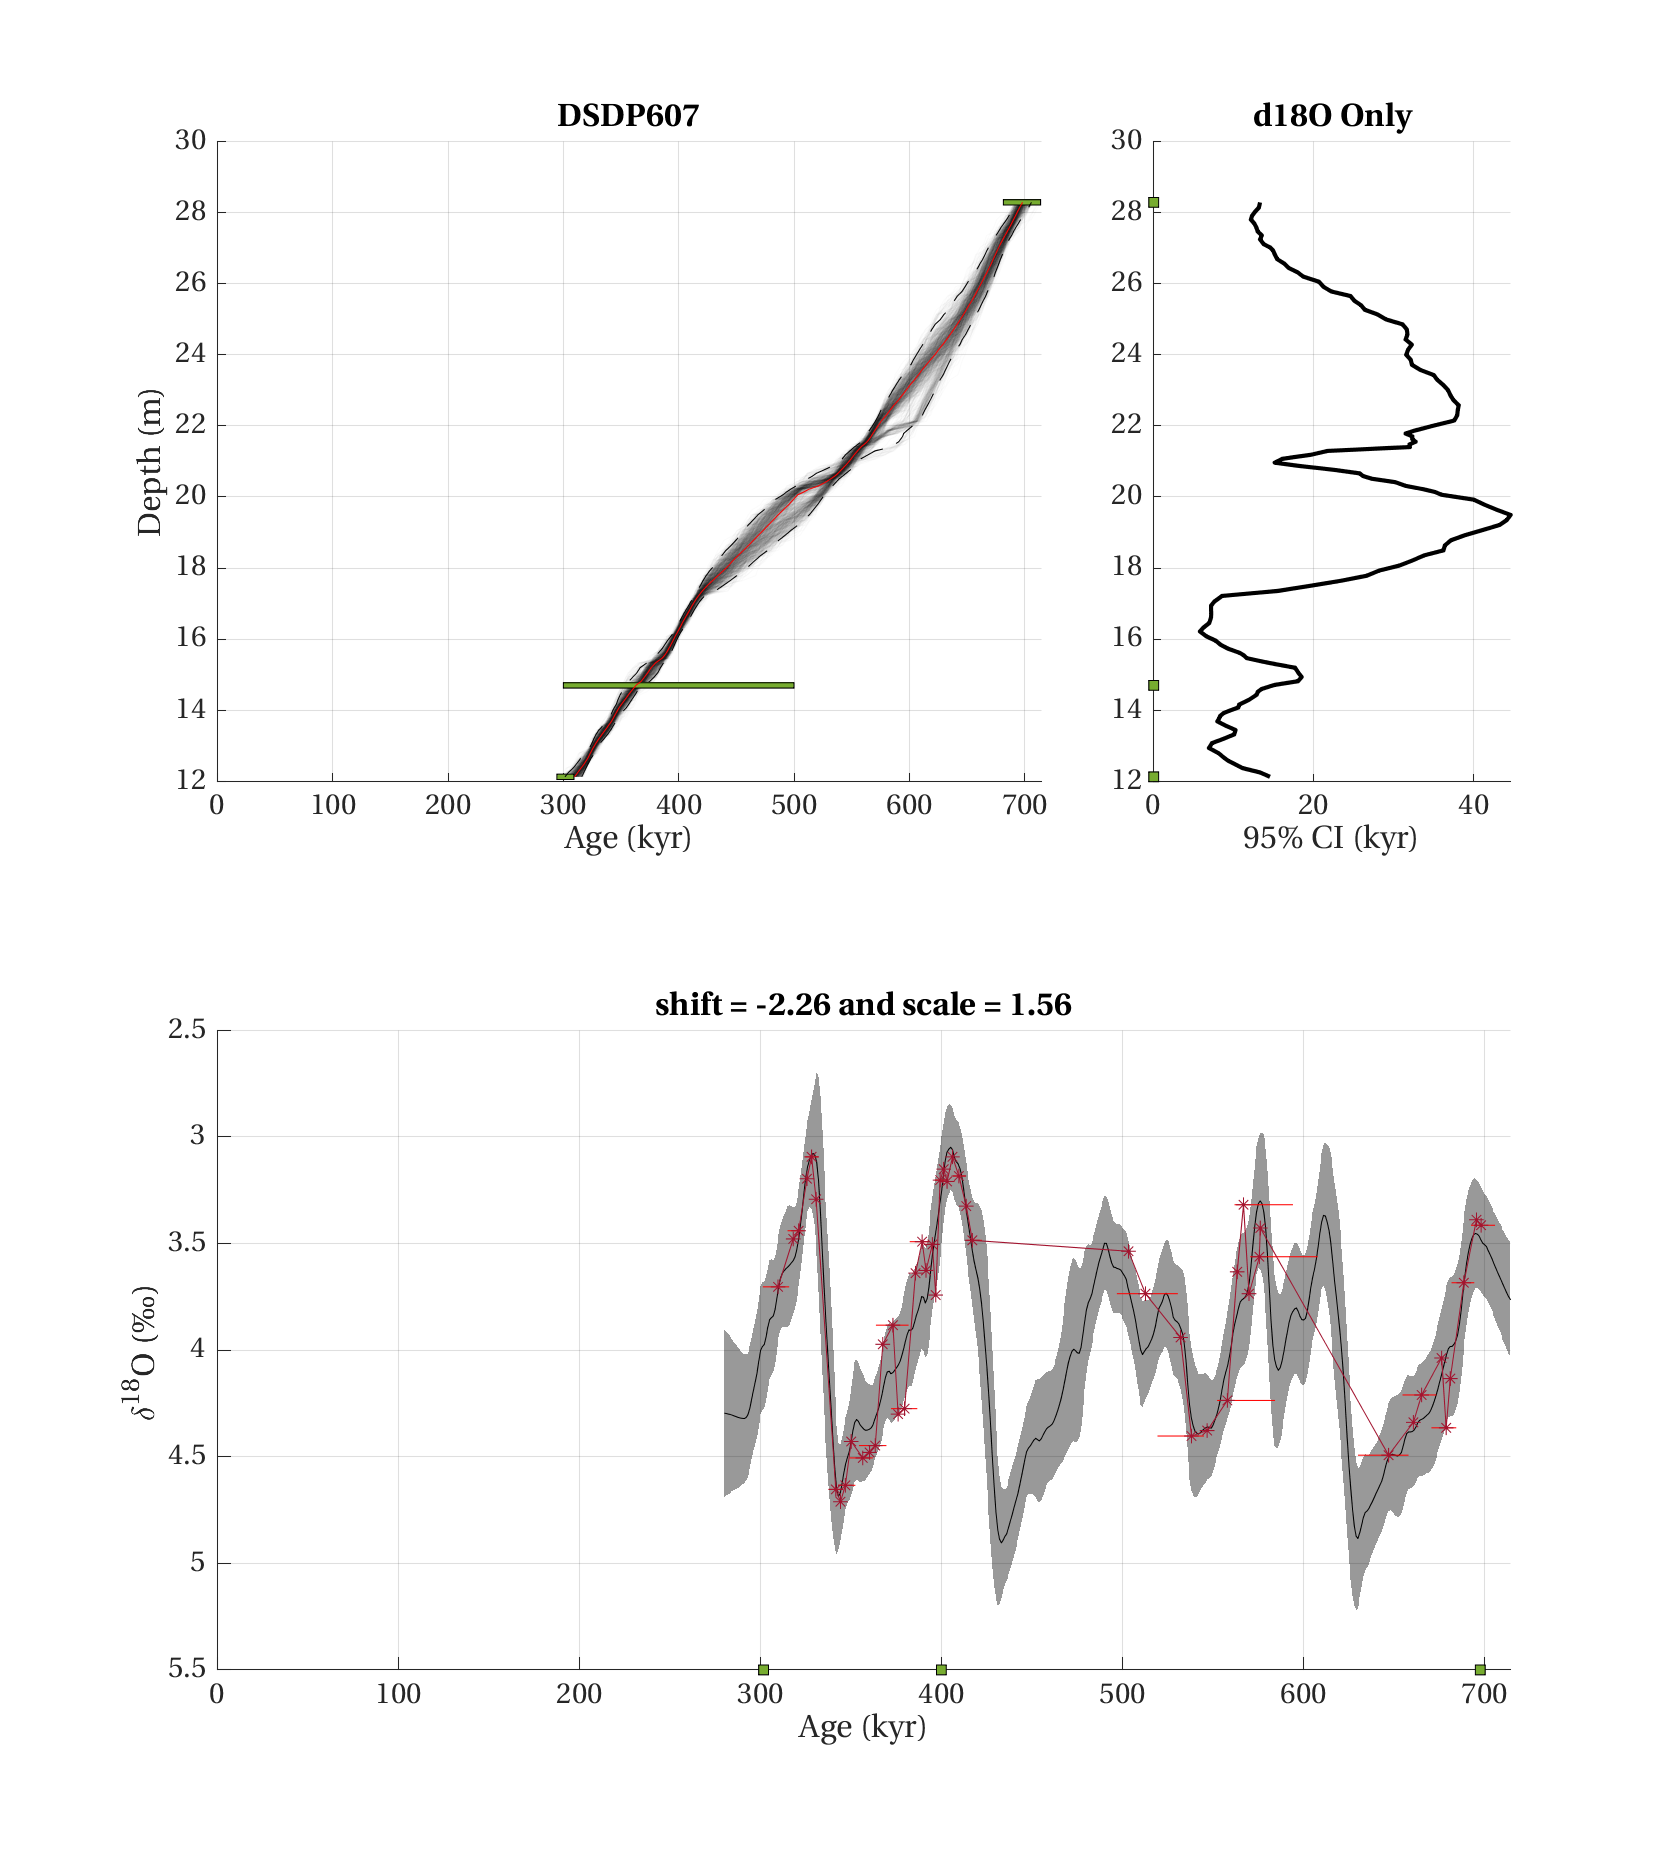 DSDP607
d18O Only
30
28
26
24
22
20
18
16
14
12
Depth (m)
0 100 200 300 400 500 600 700
Age (kyr)
30
28
26
24
22
20
18
16
14
12
0 20 40
95% CI (kyr)
shift = -2.26 and scale = 1.56
2.5
3
3.5
4
4.5
5
5.5
δ18O (‰)
0 100 200 300 400 500 600 700
Age (kyr)